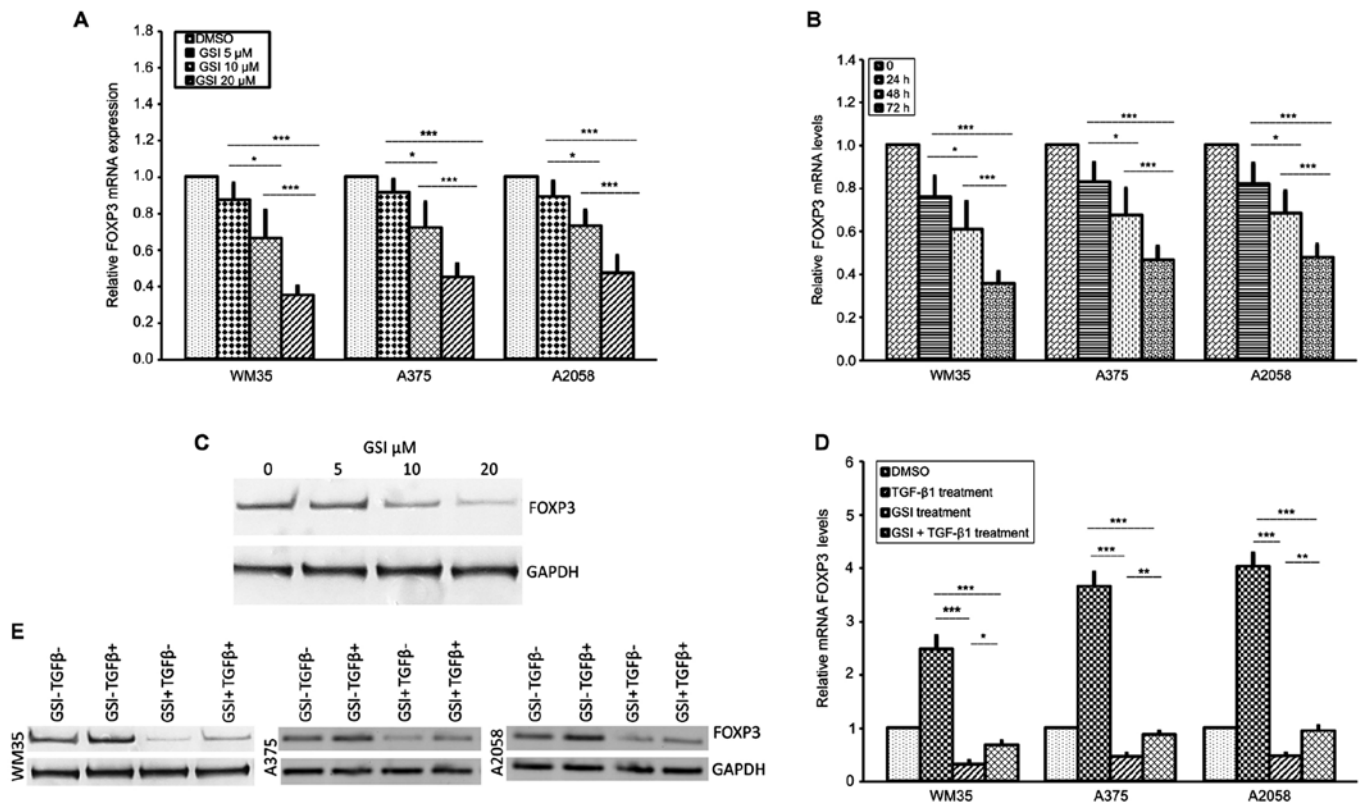 A
Relative FOXP3 mRNA expression
1.8
1.6
1.4
1.2
1.0
0.8
0.6
0.4
0.2
0.0
DMSO
GSI 5 µM
GSI 10 µM
GSI 20 µM
***
*
***
***
*
***
***
*
***
WM35 A375 A2058
B
Relative FOXP3 mRNA levels
1.4
1.2
1.0
0.8
0.6
0.4
0.2
0.0
0
24 h
48 h
72 h
***
*
***
***
*
***
***
*
***
WM35 A375 A2058
C
GSI µM
0 5 10 20
FOXP3
GAPDH
D
Relative mRNA FOXP3 levels
6
5
4
3
2
1
0
DMSO
TGF-β1 treatment
GSI treatment
GSI + TGF-β1 treatment
***
***
*
***
***
**
***
***
**
WM35 A375 A2058
E
GSI-TGFβ-
GSI-TGFβ+
GSI+TGFβ-
GSI+TGFβ+
WM35
GSI-TGFβ-
GSI-TGFβ+
GSI+TGFβ-
GSI+TGFβ+
A375
GSI-TGFβ-
GSI-TGFβ+
GSI+TGFβ-
GSI+TGFβ+
A2058
FOXP3
GAPDH